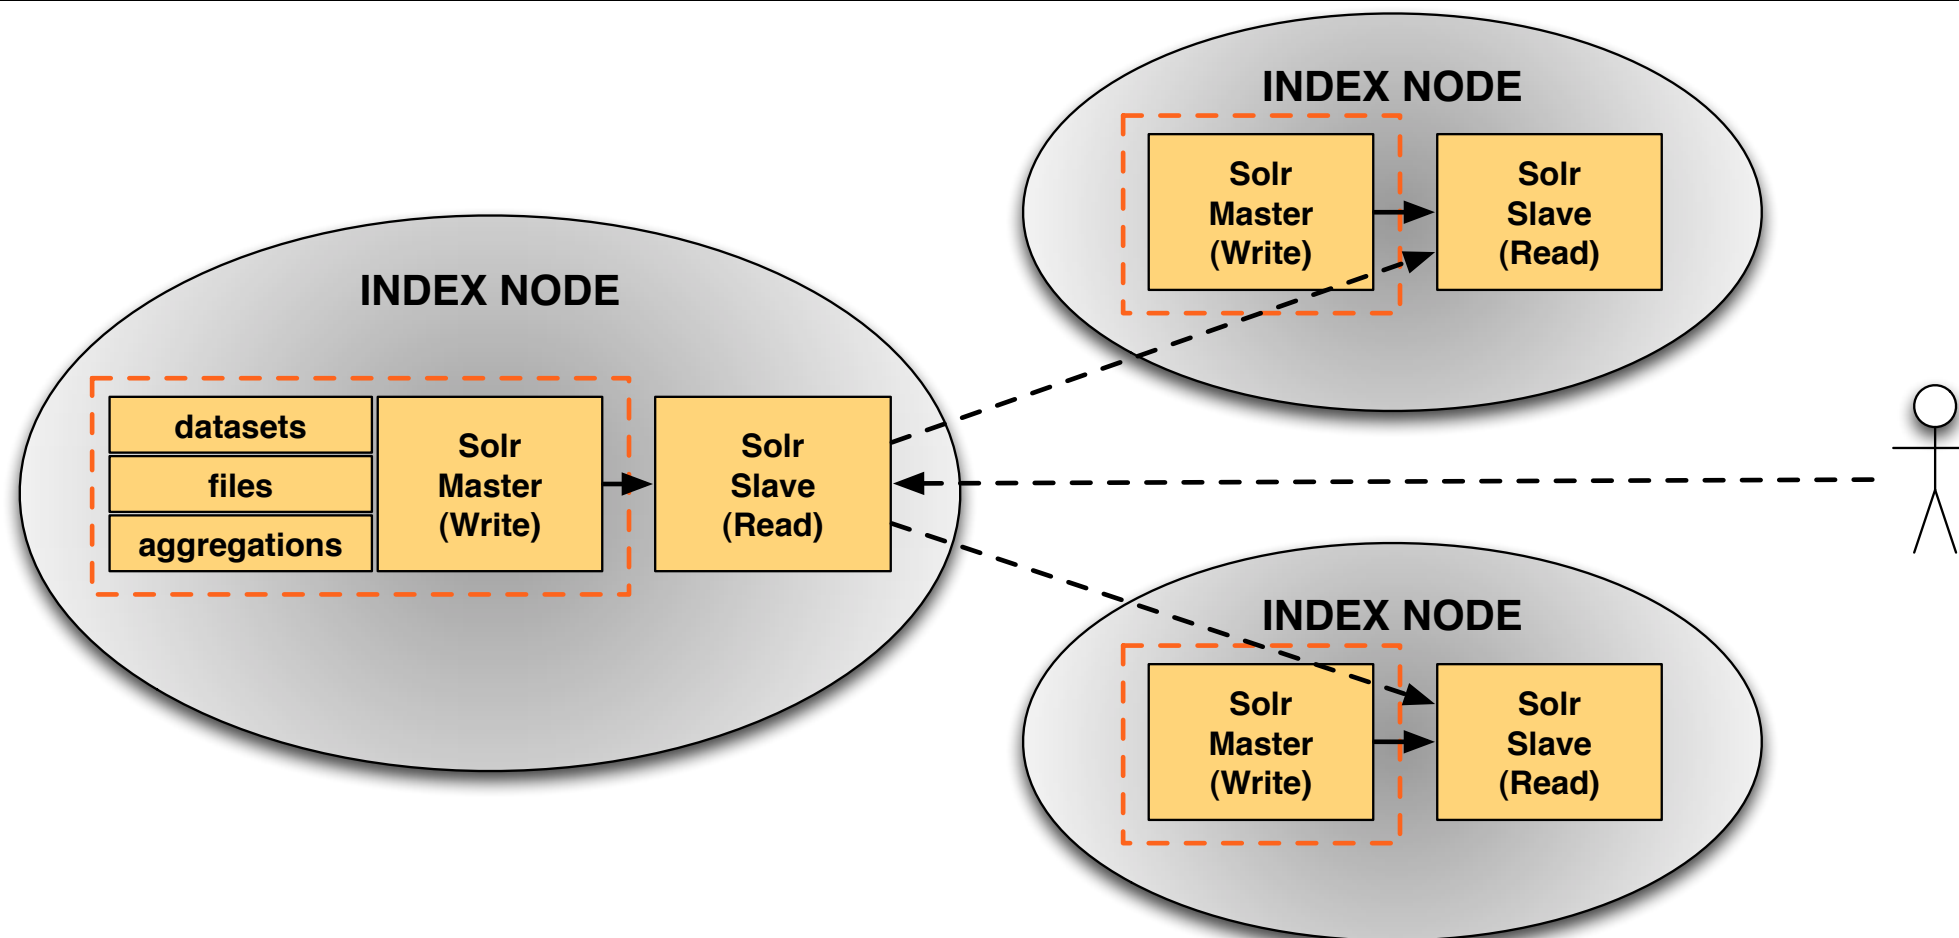 INDEX NODE
datasets
files
aggregations
Solr
Master
(Write)
Solr
Slave
(Read)
INDEX NODE
Solr
Master
(Write)
Solr
Slave
(Read)
INDEX NODE
Solr
Master
(Write)
Solr
Slave
(Read)